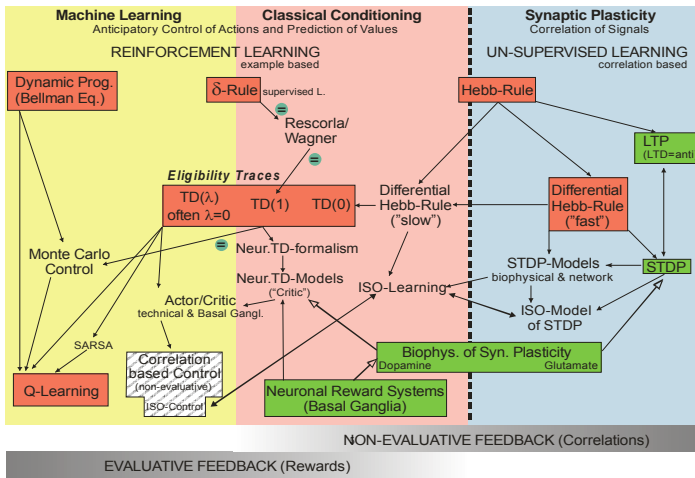 Machine Learning
Classical Conditioning
Synaptic Plasticity
Anticipatory Control of Actions and Prediction of Values
Correlation of Signals
REINFORCEMENT LEARNING
example based
UN-SUPERVISED LEARNING
correlation based
Dynamic Prog.
(Bellman Eq.)
δ-Rule
supervised L.
Hebb-Rule
=
Rescorla/
Wagner
=
LTP
(LTD=anti
Eligibility Traces
TD(λ)
often λ=0
TD(1)
TD(0)
Differential
Hebb-Rule
("slow")
Differential
Hebb-Rule
("fast")
=
Monte Carlo
Control
Neur.TD-formalism
Neur.TD-Models
("Critic")
STDP-Models
biophysical & network
STDP
ISO-Learning
Actor/Critic
technical & Basal Gangl.
ISO-Model
of STDP
SARSA
Correlation
based Control
(non-evaluative)
ISO-Control
Biophys. of Syn. Plasticity
Dopamine
Glutamate
Q-Learning
Neuronal Reward Systems
(Basal Ganglia)
NON-EVALUATIVE FEEDBACK (Correlations)
EVALUATIVE FEEDBACK (Rewards)